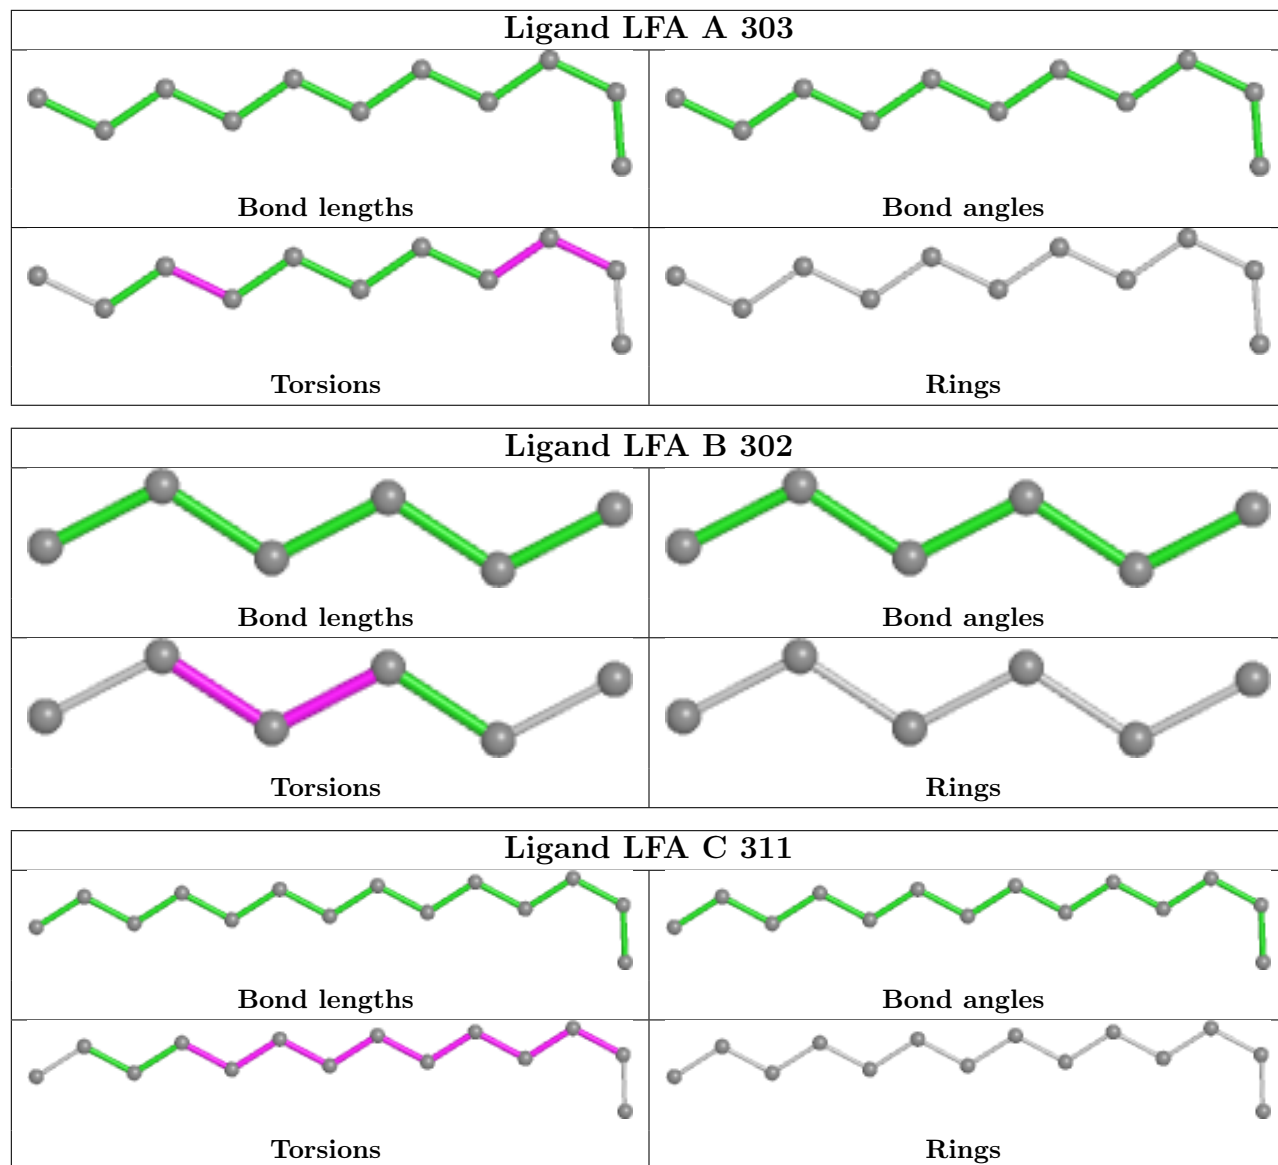 Ligand LFA A 303
Bond lengths
Bond angles
Torsions
Rings
Ligand LFA B 302
Bond lengths
Bond angles
Torsions
Rings
Ligand LFA C 311
Bond lengths
Bond angles
Torsions
Rings